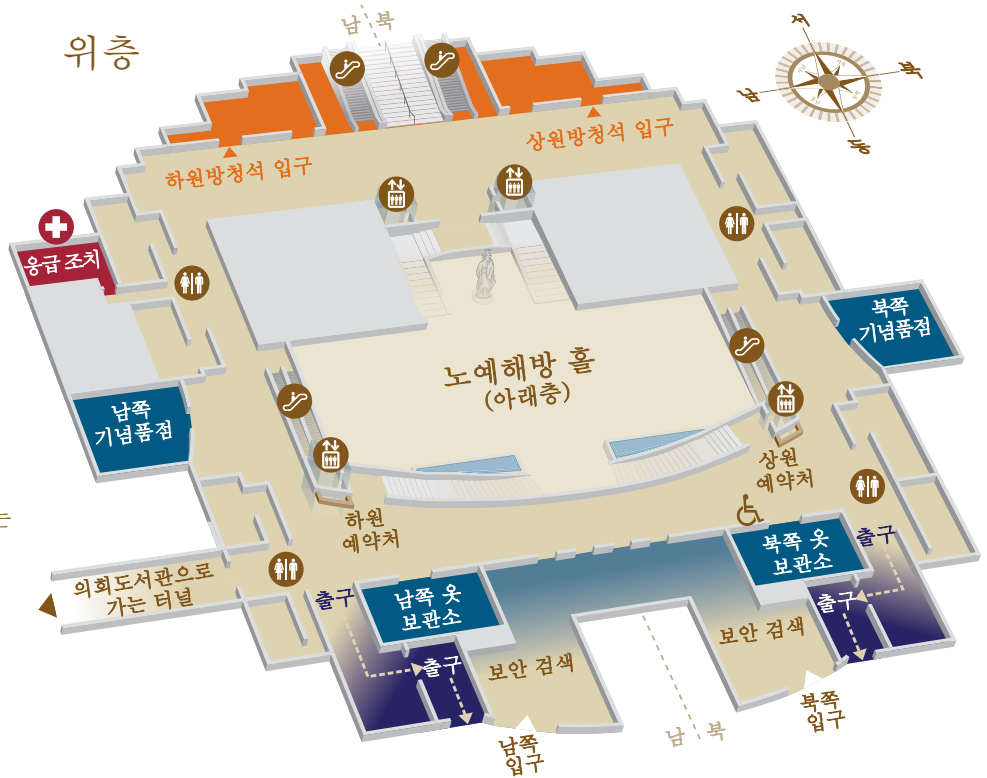 위층
남 북
서
남
북
동
하원방청석 입구
상원방청석 입구
응급 조치
북쪽
기념품점
노예해방 홀
(아래층)
남쪽
기념품점
상원
예약처
하원
예약처
의회도서관으로
가는 터널
출구
남쪽 옷
보관소
북쪽 옷
보관소
출구
출구
출구
보안 검색
보안 검색
남 북
남쪽
입구
북쪽
입구